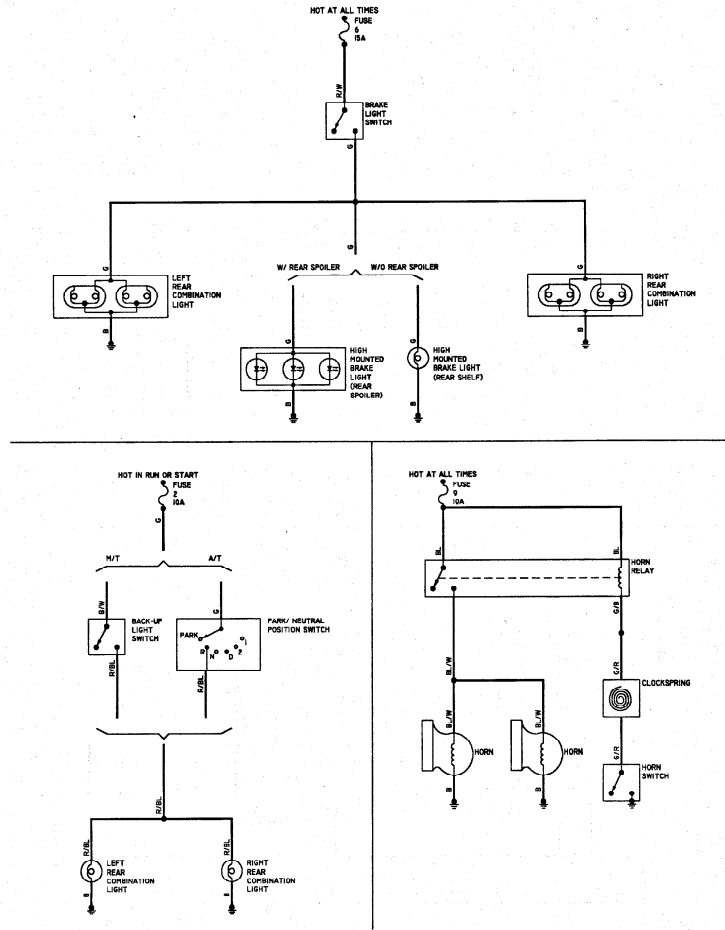 HOT AT ALL TIMES
FUSE
6
15A
R/W
BRAKE
LIGHT
SWITCH
G
G
G
G
W/ REAR SPOILER
W/O REAR SPOILER
LEFT
REAR
COMBINATION
LIGHT
RIGHT
REAR
COMBINATION
LIGHT
B
B
G
G
HIGH
MOUNTED
BRAKE
LIGHT
(REAR
SPOILER)
HIGH
MOUNTED
BRAKE LIGHT
(REAR SHELF)
B
B
HOT IN RUN OR START
FUSE
2
10A
G
M/T
A/T
B/W
G
BACK-UP
LIGHT
SWITCH
PARK/ NEUTRAL
POSITION SWITCH
PARK
R
N
D
2
1
R/BL
R/BL
R/BL
R/BL
R/BL
LEFT
REAR
COMBINATION
LIGHT
RIGHT
REAR
COMBINATION
LIGHT
B
B
HOT AT ALL TIMES
FUSE
9
10A
BL
BL
HORN
RELAY
BL/W
G/R
G/R
CLOCKSPRING
BL/W
BL/W
HORN
HORN
G/R
HORN
SWITCH
B
B